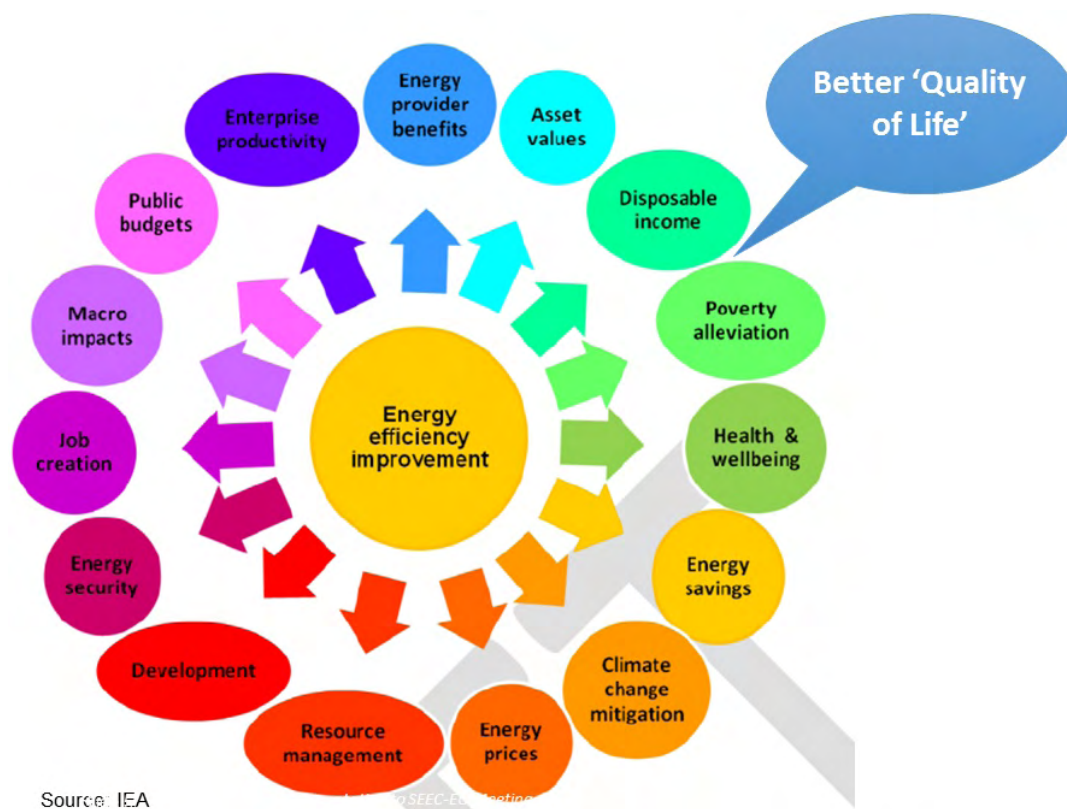 Better ‘Quality
of Life’
Energy
provider
benefits
Asset
values
Disposable
income
Poverty
alleviation
Health &
wellbeing
Energy
savings
Climate
change
mitigation
Energy
prices
Resource
management
Development
Energy
security
Job
creation
Macro
impacts
Public
budgets
Enterprise
productivity
Energy
efficiency
improvement
Source: IEA
to SEEC-